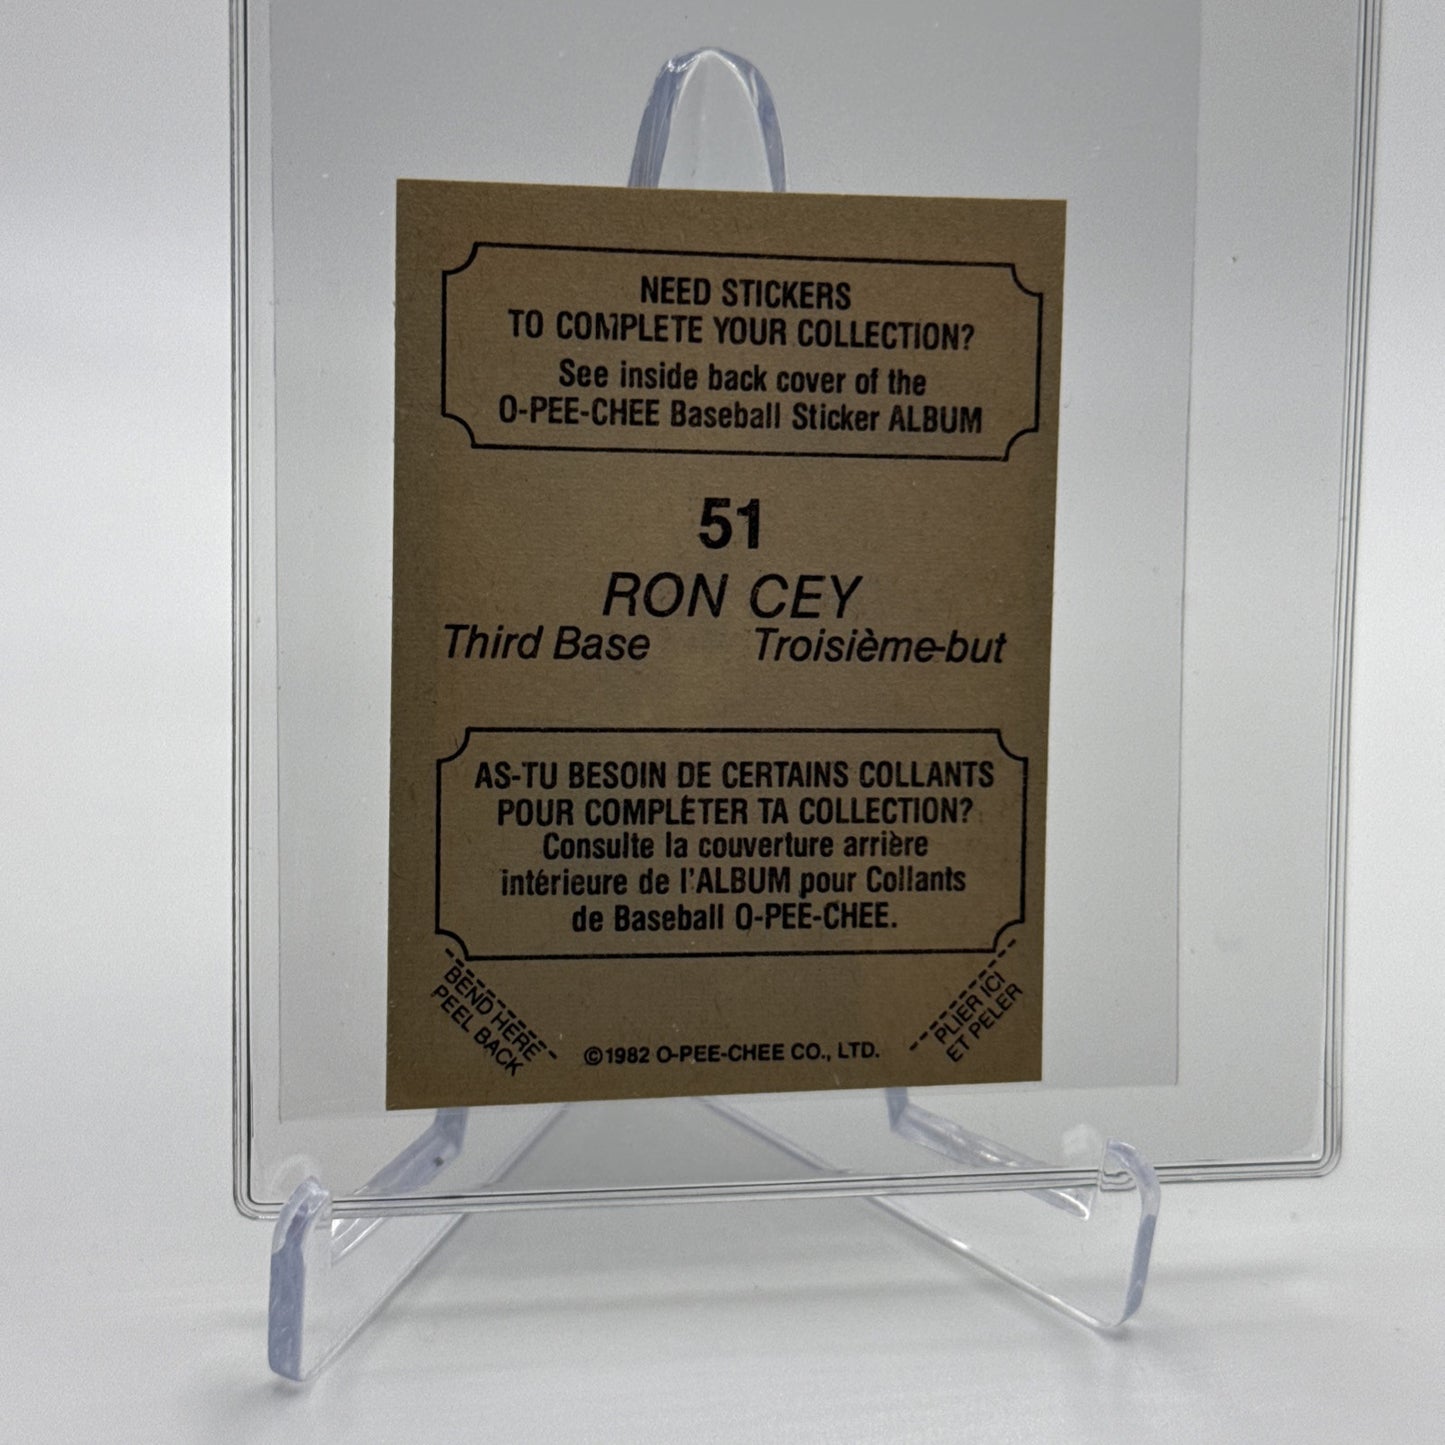 NEED STICKERS
TO COMPLETE YOUR COLLECTION?
See inside back cover of the
O-PEE-CHEE Baseball Sticker ALBUM
51
RON CEY
Third Base Troisième-but
AS-TU BESOIN DE CERTAINS COLLANTS
POUR COMPLÉTER TA COLLECTION?
Consulte la couverture arrière
intérieure de l'ALBUM pour Collants
de Baseball O-PEE-CHEE.
BEND HERE
PEEL BACK
©1982 O-PEE-CHEE CO., LTD.
PLIER ICI
ET PELER